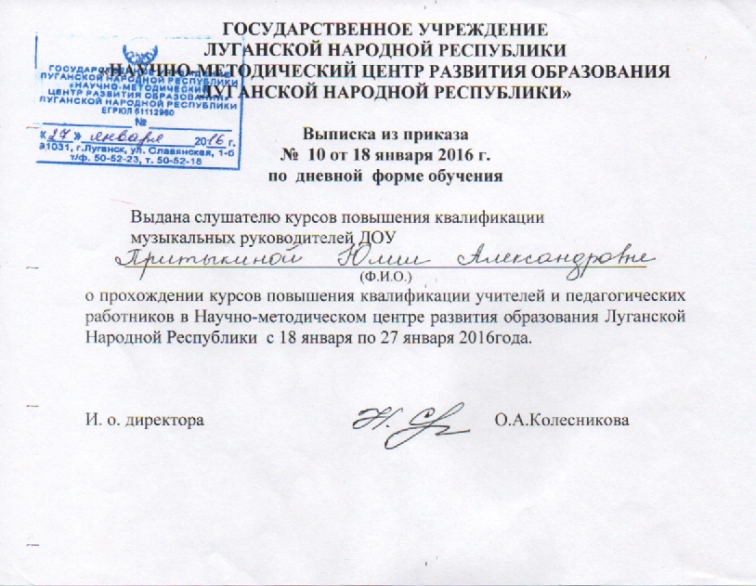 ГОСУДАРСТВЕННОЕ УЧРЕЖДЕНИЕ
ЛУГАНСКОЙ НАРОДНОЙ РЕСПУБЛИКИ
«НАУЧНО-МЕТОДИЧЕСКИЙ ЦЕНТР РАЗВИТИЯ ОБРАЗОВАНИЯ
ЛУГАНСКОЙ НАРОДНОЙ РЕСПУБЛИКИ»
ГОСУДАРСТВЕННОЕ УЧРЕЖДЕНИЕ
ЛУГАНСКОЙ НАРОДНОЙ РЕСПУБЛИКИ
«НАУЧНО-МЕТОДИЧЕСКИЙ
ЦЕНТР РАЗВИТИЯ ОБРАЗОВАНИЯ
ЛУГАНСКОЙ НАРОДНОЙ РЕСПУБЛИКИ
ЕГРЮЛ 61112960
№
«27» января 2016 г.
91031, г.Луганск, ул. Славянская, 1-б
т/ф. 50-52-23, т. 50-52-18
Выписка из приказа
№ 10 от 18 января 2016 г.
по дневной форме обучения
Выдана слушателю курсов повышения квалификации
музыкальных руководителей ДОУ
Притыкиной Юлии Александровне
(Ф.И.О.)
о прохождении курсов повышения квалификации учителей и педагогических
работников в Научно-методическом центре развития образования Луганской
Народной Республики с 18 января по 27 января 2016года.
И. о. директора О.А.Колесникова